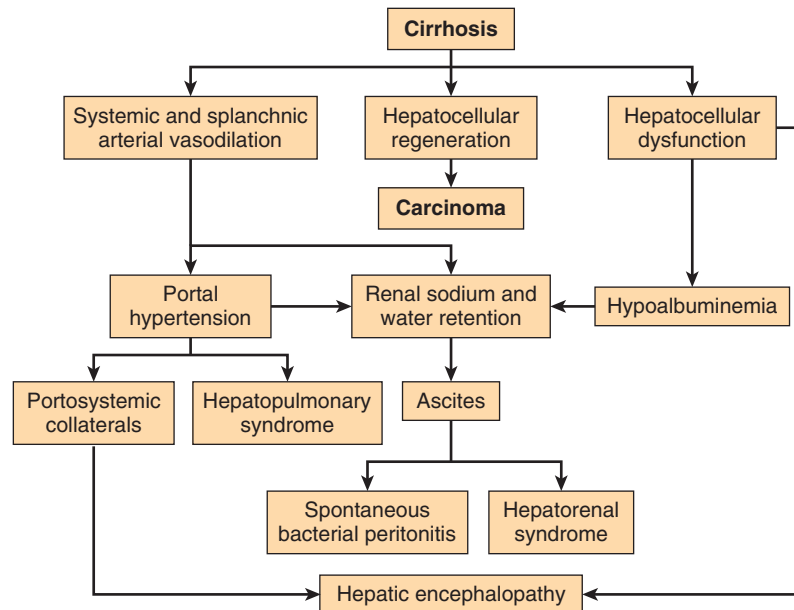 Cirrhosis
Systemic and splanchnic
arterial vasodilation
Hepatocellular
regeneration
Hepatocellular
dysfunction
Carcinoma
Portal
hypertension
Renal sodium and
water retention
Hypoalbuminemia
Portosystemic
collaterals
Hepatopulmonary
syndrome
Ascites
Spontaneous
bacterial peritonitis
Hepatorenal
syndrome
Hepatic encephalopathy